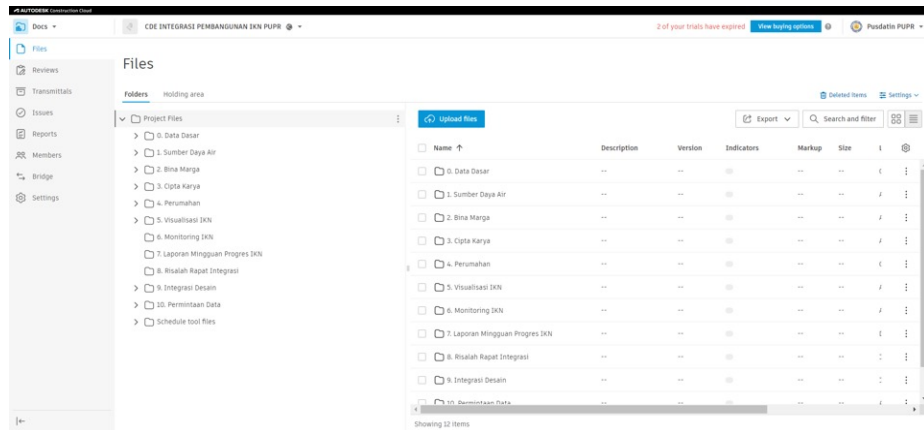 AUTODESK Construction Cloud
Docs
CDE INTEGRASI PEMBANGUNAN IKN PUPR
2 of your trials have expired
View buying options
Pusdatin PUPR
Files
Reviews
Transmittals
Issues
Reports
Members
Bridge
Settings
Files
Folders Holding area
Deleted items Settings
Project Files
0. Data Dasar
1. Sumber Daya Air
2. Bina Marga
3. Cipta Karya
4. Perumahan
5. Visualisasi IKN
6. Monitoring IKN
7. Laporan Mingguan Progres IKN
8. Risalah Rapat Integrasi
9. Integrasi Desain
10. Permintaan Data
Schedule tool files
Upload files
Export
Search and filter
Name Description Version Indicators Markup Size
0. Data Dasar -- -- -- --
1. Sumber Daya Air -- -- -- --
2. Bina Marga -- -- -- --
3. Cipta Karya -- -- -- --
4. Perumahan -- -- -- --
5. Visualisasi IKN -- -- -- --
6. Monitoring IKN -- -- -- --
7. Laporan Mingguan Progres IKN -- -- -- --
8. Risalah Rapat Integrasi -- -- -- --
9. Integrasi Desain -- -- -- --
10. Permintaan Data -- -- -- --
Showing 12 items